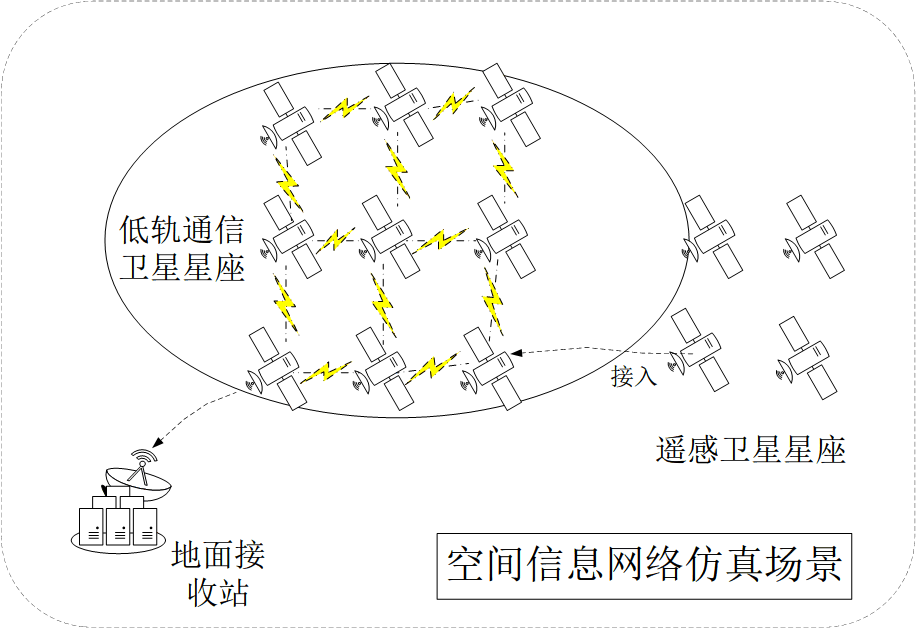 低轨通信
卫星星座
接入
遥感卫星星座
地面接
收站
空间信息网络仿真场景